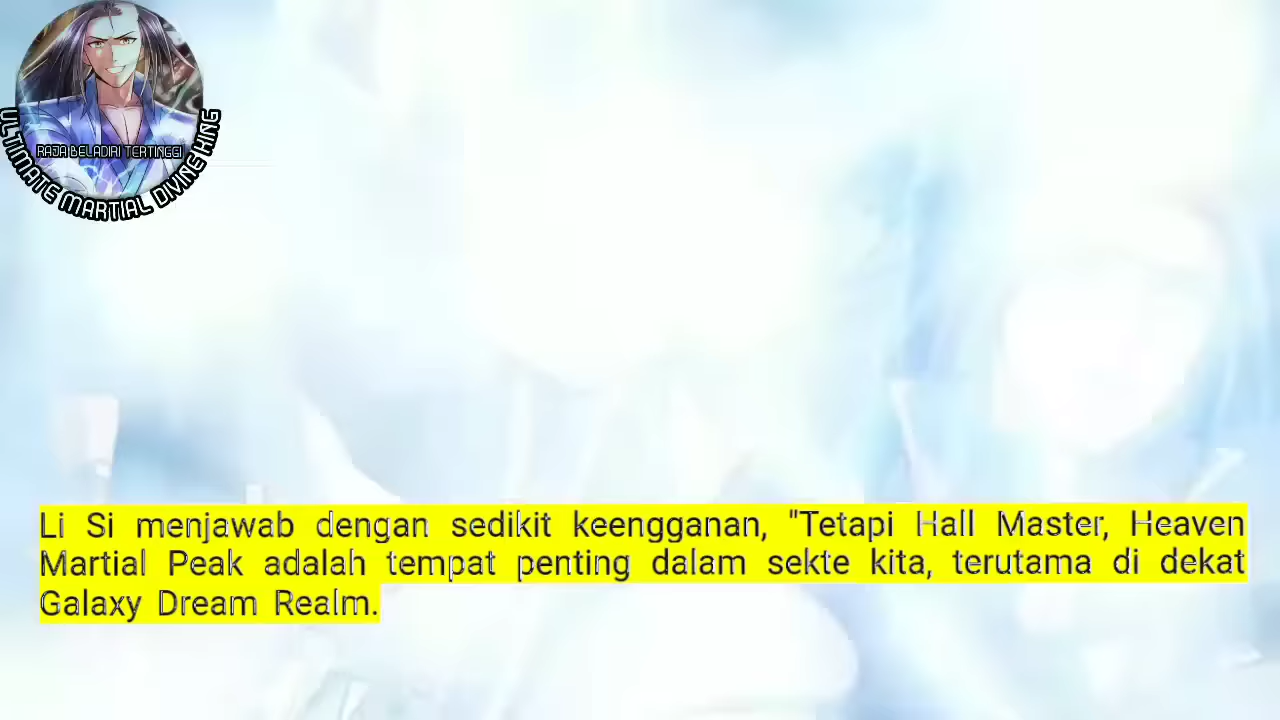 RAJA BELADIRI TERTINGGI
ULTIMATE MARTIAL DIVINE KING
Li Si menjawab dengan sedikit keengganan, "Tetapi Hall Master, Heaven
Martial Peak adalah tempat penting dalam sekte kita, terutama di dekat
Galaxy Dream Realm.